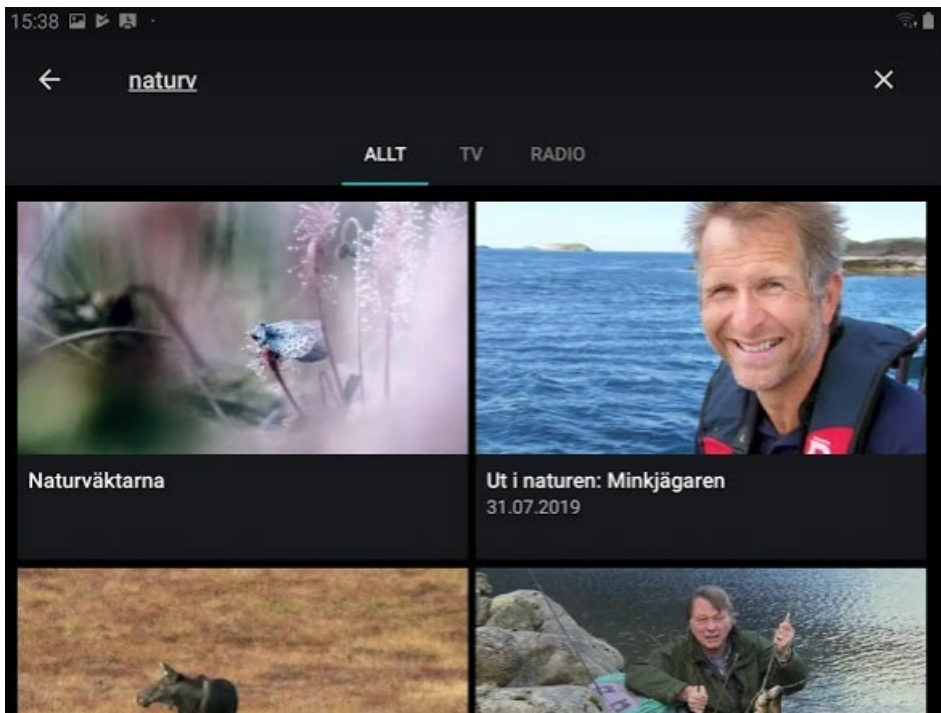 15:38
naturv
ALLT TV RADIO
Naturväktarna
Ut i naturen: Minkjägaren
31.07.2019